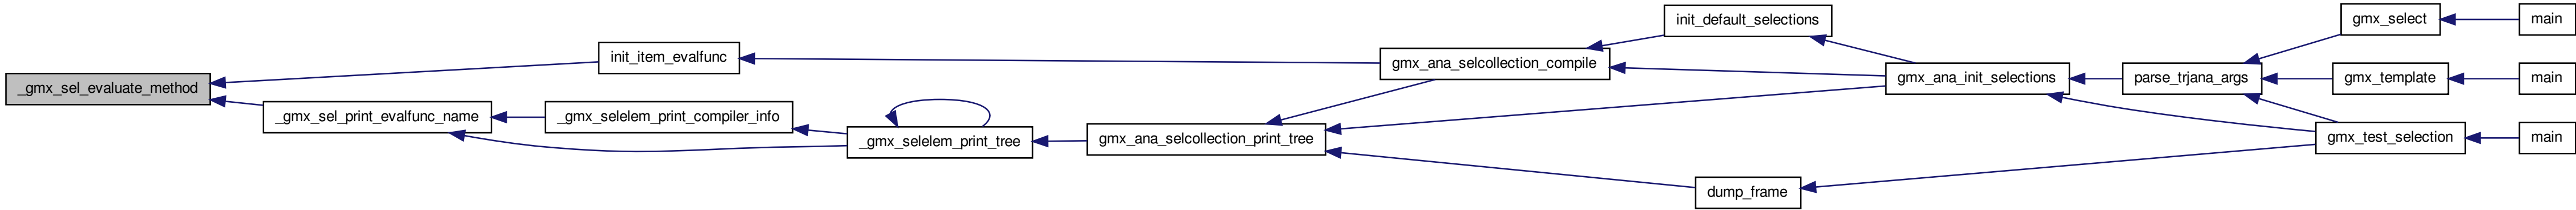 _gmx_sel_evaluate_method
init_item_evalfunc
_gmx_sel_print_evalfunc_name
_gmx_selelem_print_compiler_info
_gmx_selelem_print_tree
gmx_ana_selcollection_print_tree
gmx_ana_selcollection_compile
init_default_selections
dump_frame
gmx_ana_init_selections
parse_trjana_args
gmx_select
gmx_template
gmx_test_selection
main
main
main